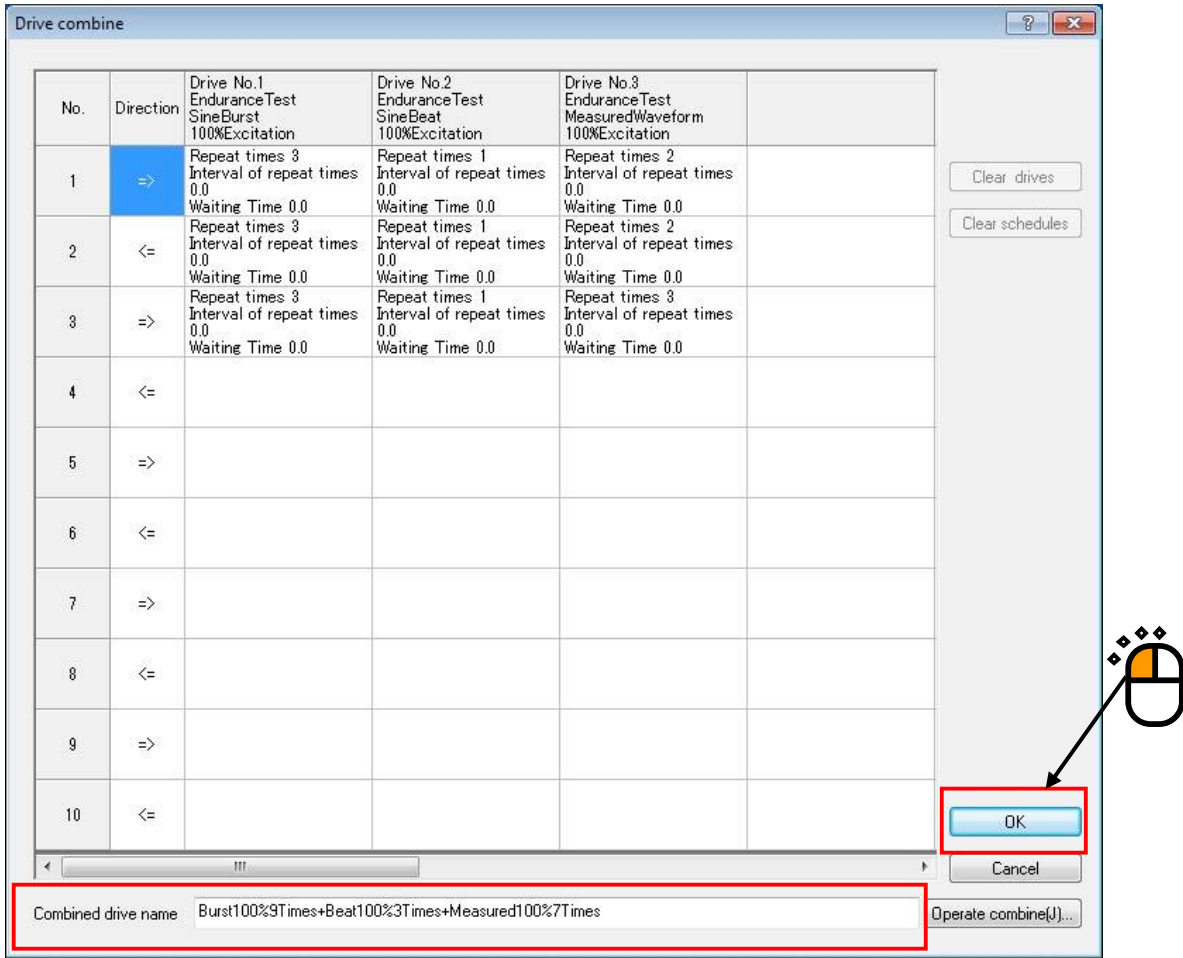 Drive combine
No.
Direction
Drive No.1
EnduranceTest
SineBurst
100%Excitation
Drive No.2
EnduranceTest
SineBeat
100%Excitation
Drive No.3
EnduranceTest
MeasuredWaveform
100%Excitation
1
=>
Repeat times 3
Interval of repeat times
0.0
Waiting Time 0.0
Repeat times 1
Interval of repeat times
0.0
Waiting Time 0.0
Repeat times 2
Interval of repeat times
0.0
Waiting Time 0.0
2
<=
Repeat times 3
Interval of repeat times
0.0
Waiting Time 0.0
Repeat times 1
Interval of repeat times
0.0
Waiting Time 0.0
Repeat times 2
Interval of repeat times
0.0
Waiting Time 0.0
3
=>
Repeat times 3
Interval of repeat times
0.0
Waiting Time 0.0
Repeat times 1
Interval of repeat times
0.0
Waiting Time 0.0
Repeat times 3
Interval of repeat times
0.0
Waiting Time 0.0
4
<=
5
=>
6
<=
7
=>
8
<=
9
=>
10
<=
Clear drives
Clear schedules
OK
Cancel
Combined drive name
Burst100%9Times+Beat100%3Times+Measured100%7Times
Operate combine(J)...